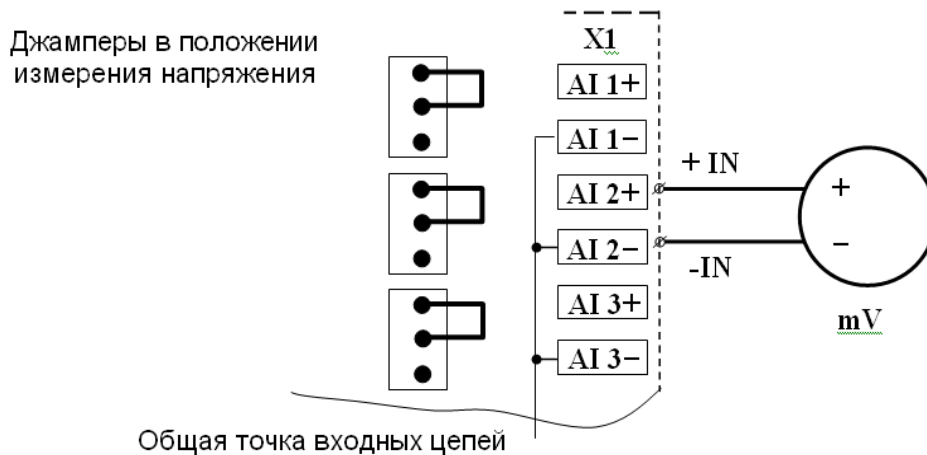 Джамперы в положении
измерения напряжения
X1
AI 1+
AI 1−
AI 2+
AI 2−
AI 3+
AI 3−
+ IN
-IN
+
−
mV
Общая точка входных цепей